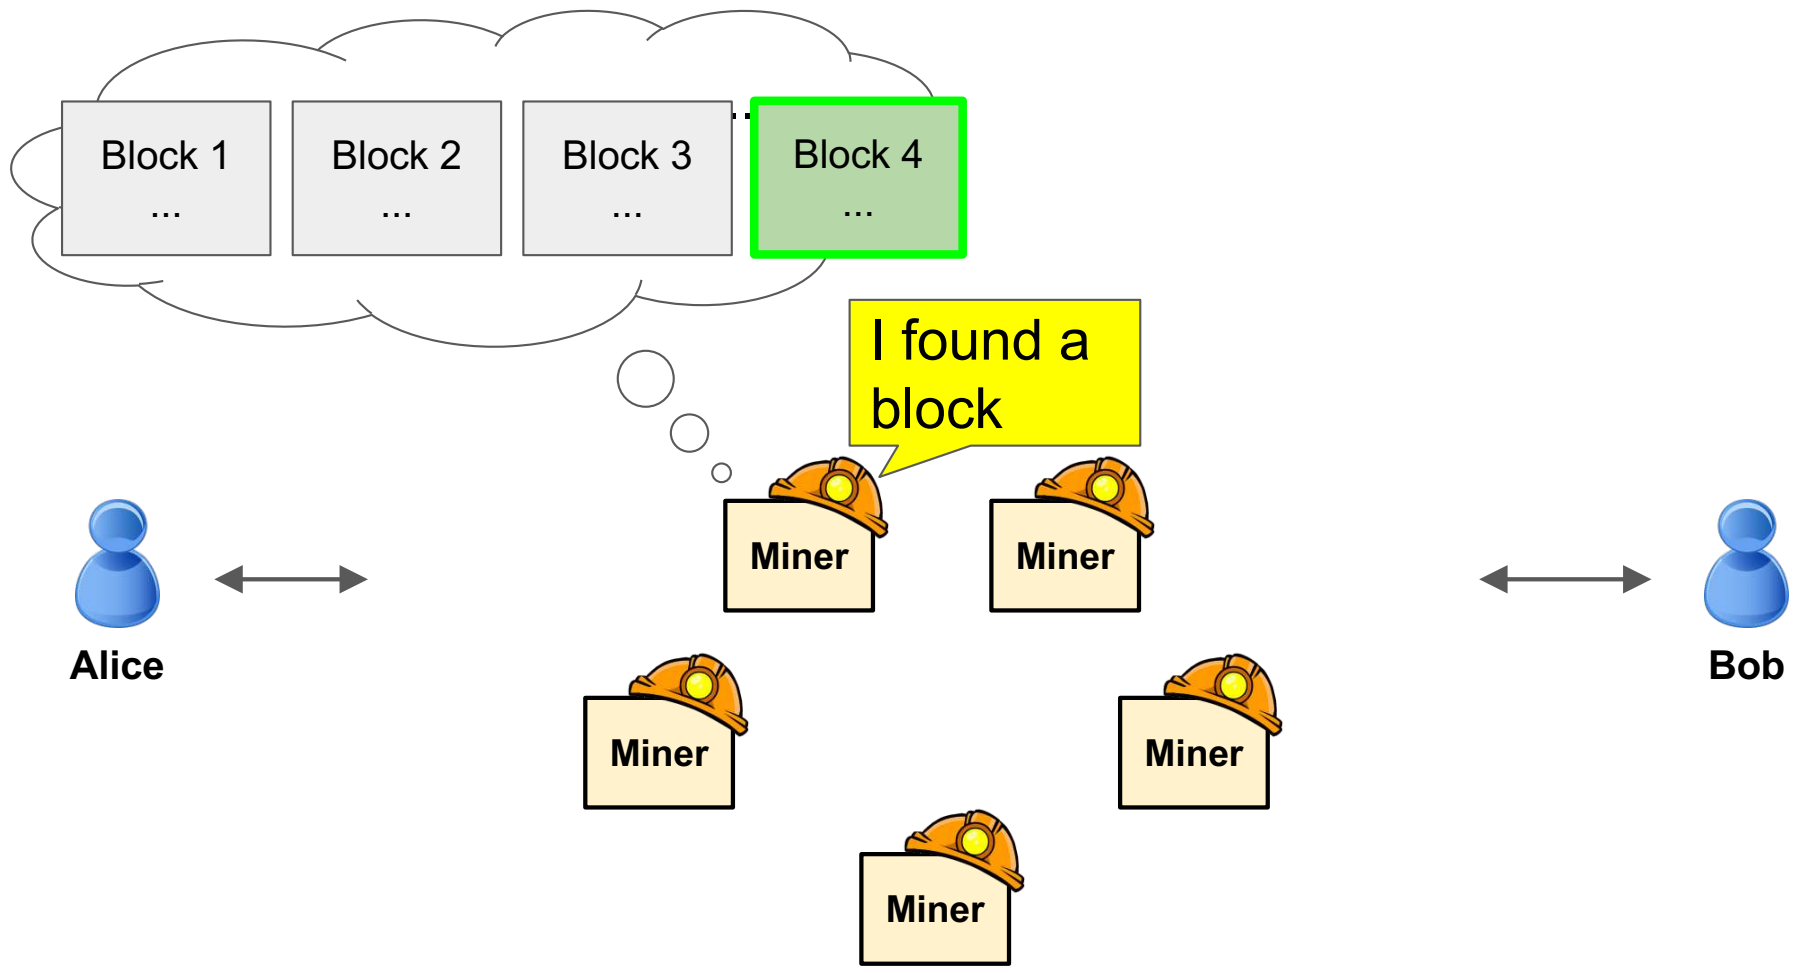 Block 1
...
Block 2
...
Block 3
...
Block 4
...
I found a
block
Miner
Miner
Alice
Bob
Miner
Miner
Miner